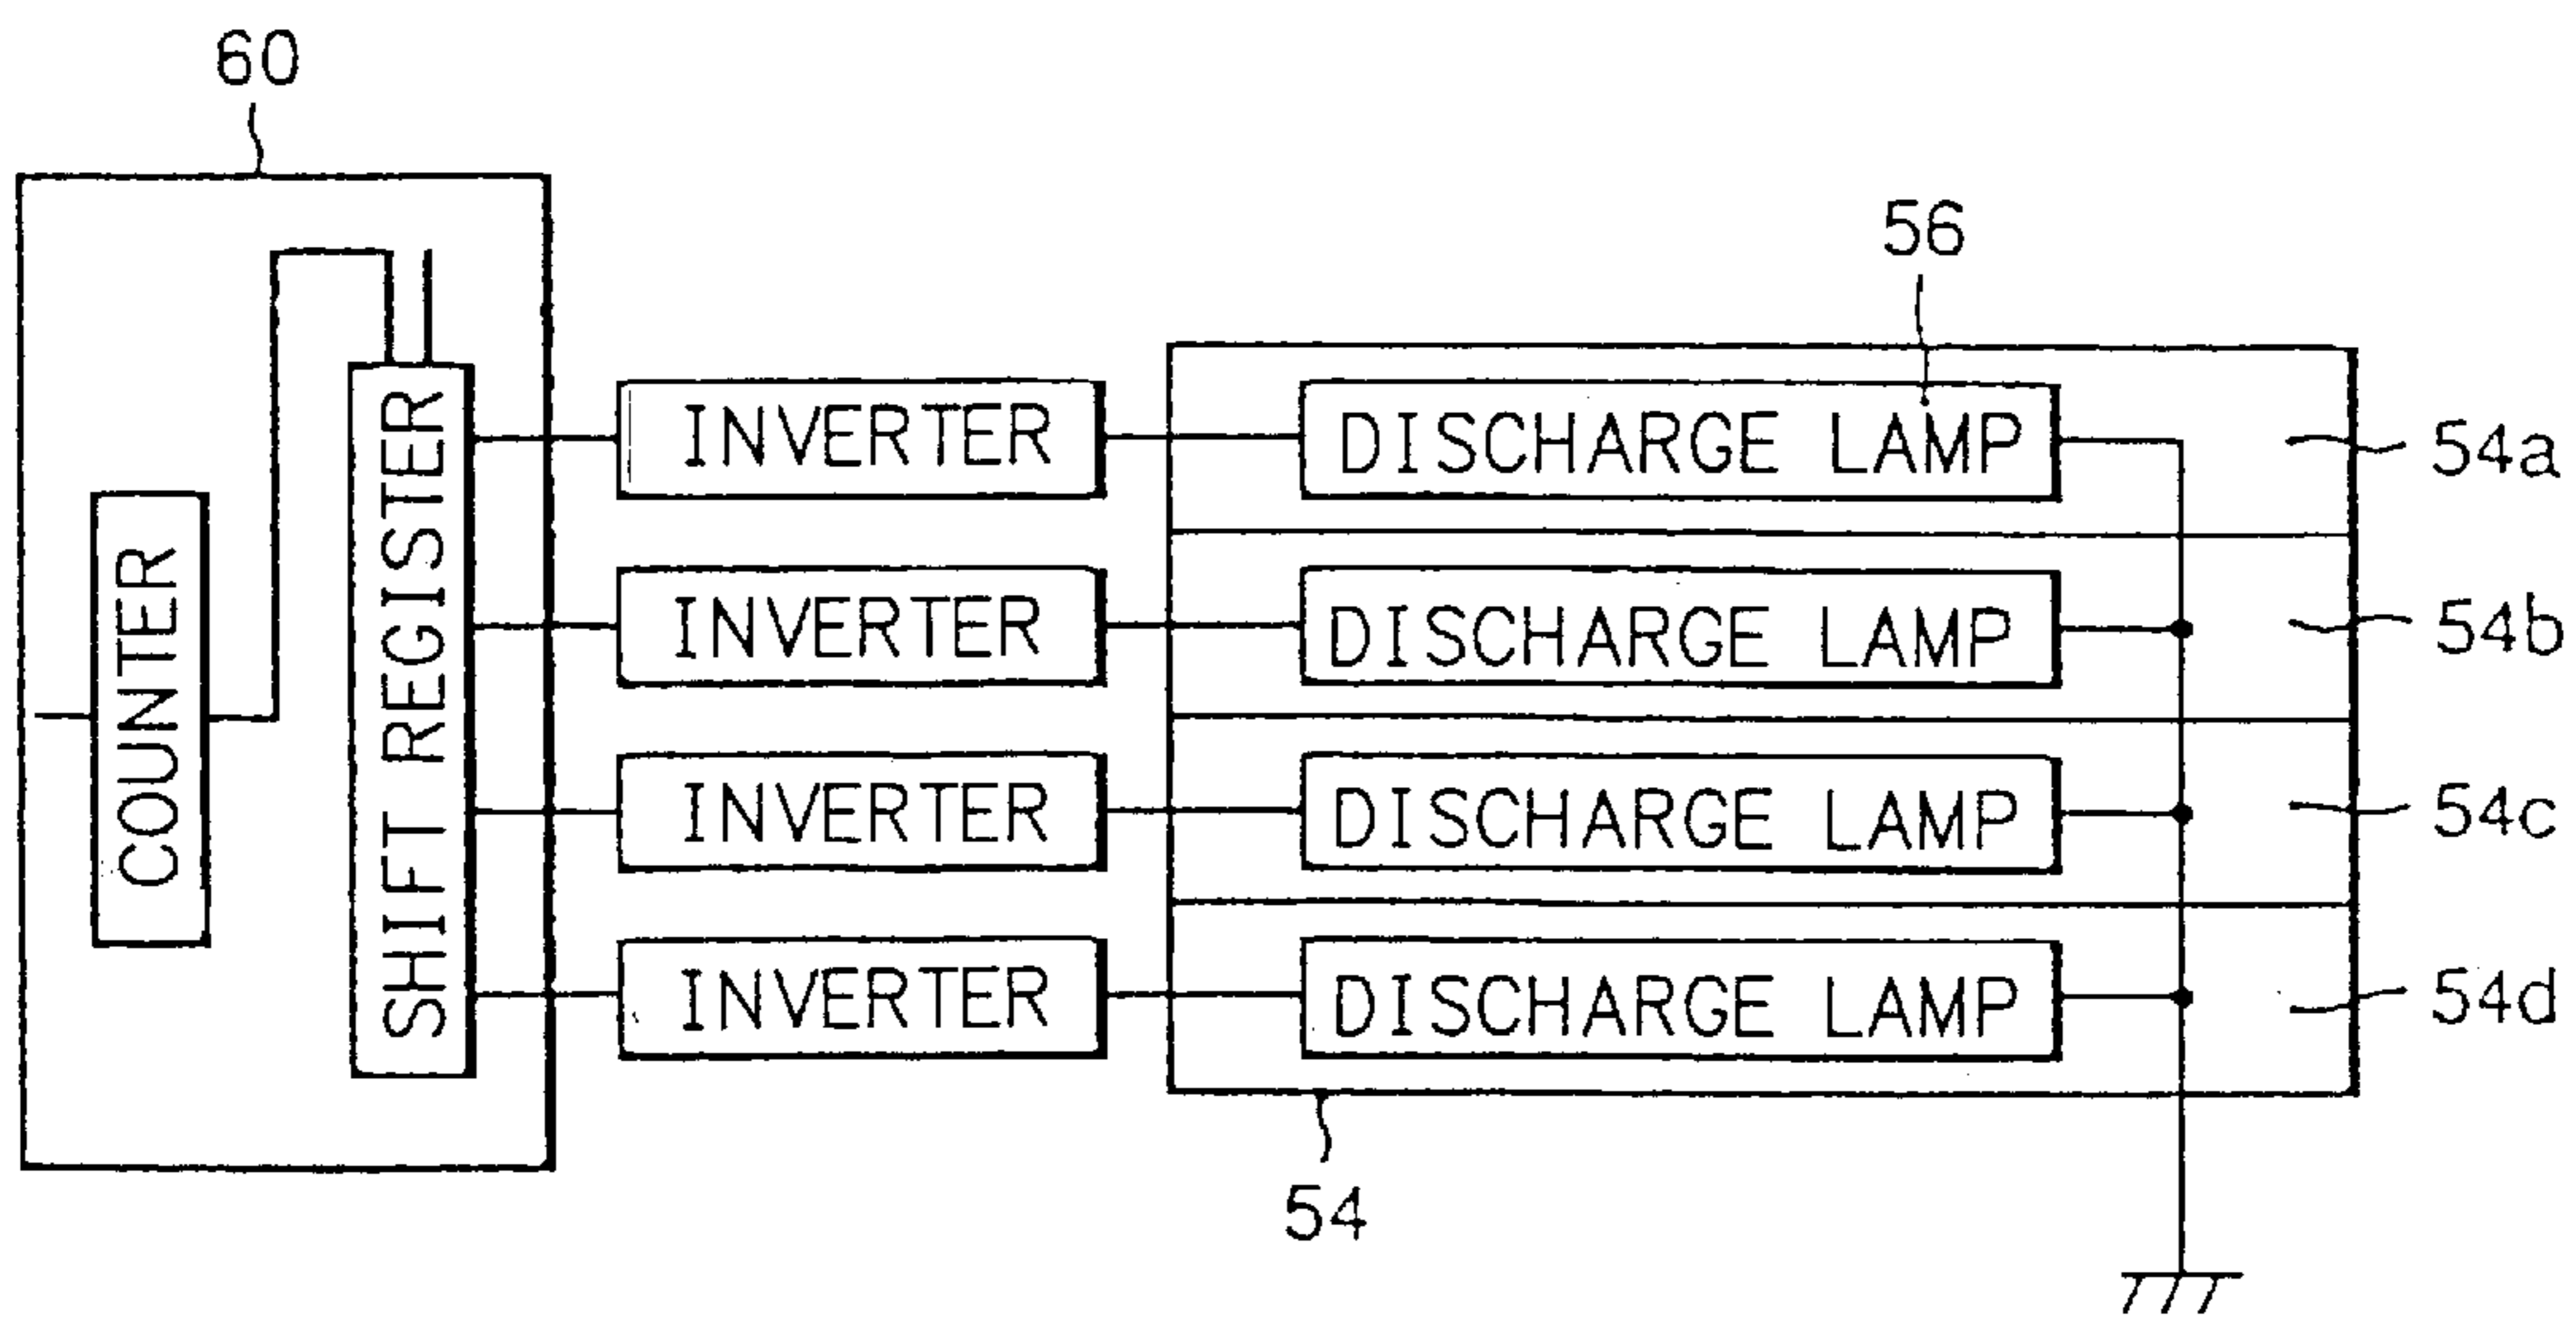 60
56
COUNTER
SHIFT REGISTER
INVERTER
DISCHARGE LAMP
54a
INVERTER
DISCHARGE LAMP
54b
INVERTER
DISCHARGE LAMP
54c
INVERTER
DISCHARGE LAMP
54d
54